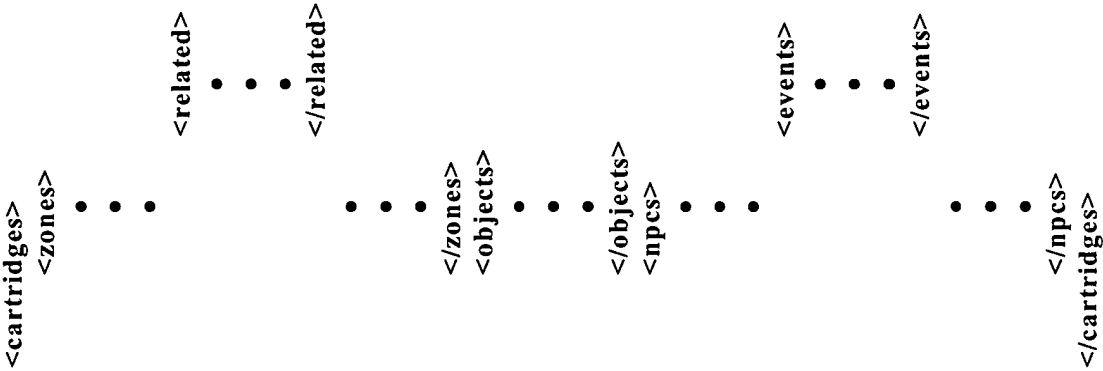 <cartridges>
<zones>
•
•
•
<related>
•
•
•
</related>
•
•
•
</zones>
<objects>
•
•
•
</objects>
<npcs>
•
•
•
<events>
•
•
•
</events>
•
•
•
</npcs>
</cartridges>